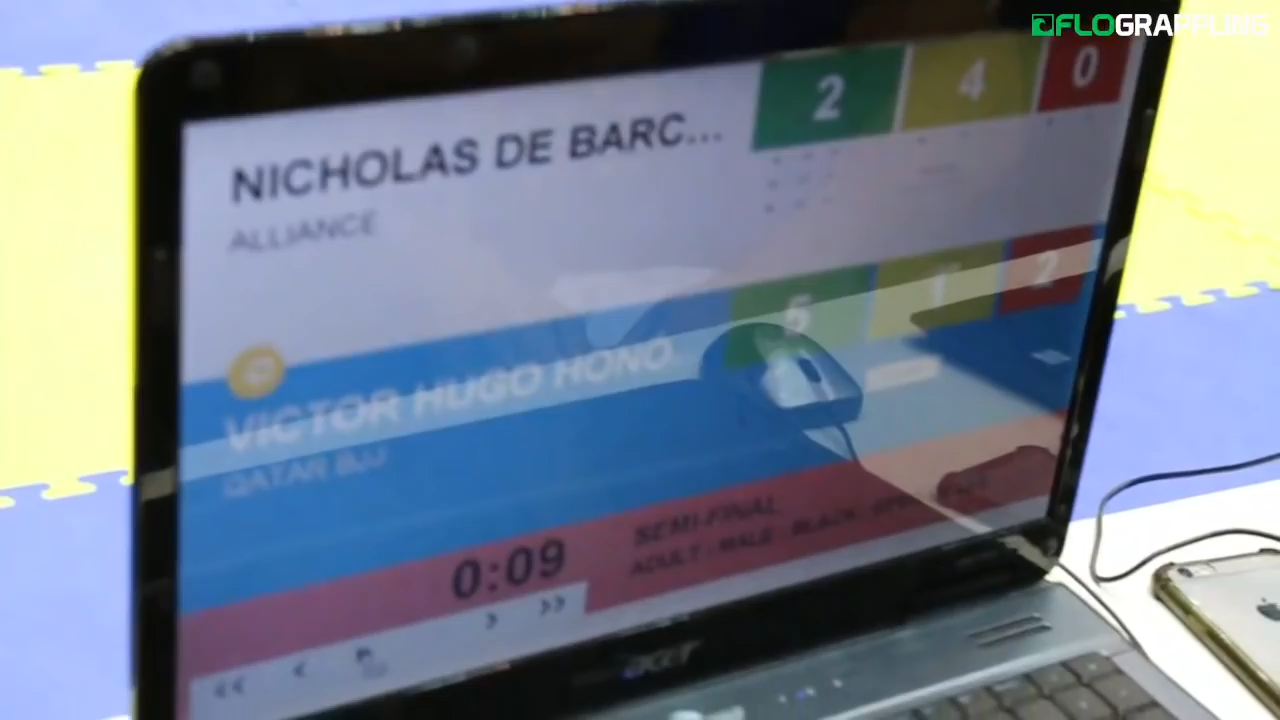 FLOGRAPPLING
2 4 0
NICHOLAS DE BARC...
ALLIANCE
1 2
VICTOR HUGO HONO
QATAR BJJ
SEMI-FINAL
0:09
ADULT - MALE - BLACK -
> >>
<< <
acer